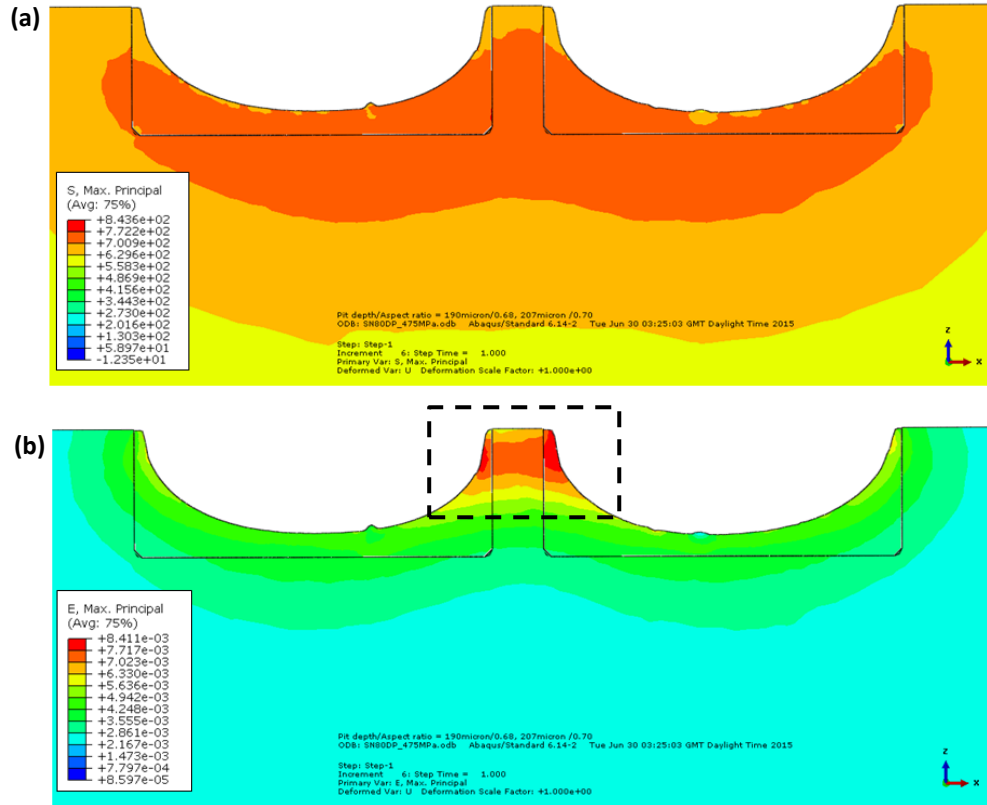 (a)
S, Max. Principal
(Avg: 75%)
+8.436e+02
+7.722e+02
+7.009e+02
+6.296e+02
+5.583e+02
+4.869e+02
+4.156e+02
+3.443e+02
+2.730e+02
+2.016e+02
+1.303e+02
+5.897e+01
-1.235e+01
Pit depth/Aspect ratio = 190micron/0.68, 207micron /0.70
ODB: SN80DP_475MPa.odb Abaqus/Standard 6.14-2 Tue Jun 30 03:25:03 GMT Daylight Time 2015
Step: Step-1
Increment 6: Step Time = 1.000
Primary Var: S, Max. Principal
Deformed Var: U Deformation Scale Factor: +1.000e+00
z
x
(b)
E, Max. Principal
(Avg: 75%)
+8.411e-03
+7.717e-03
+7.023e-03
+6.330e-03
+5.636e-03
+4.942e-03
+4.248e-03
+3.555e-03
+2.861e-03
+2.167e-03
+1.473e-03
+7.797e-04
+8.597e-05
Pit depth/Aspect ratio = 190micron/0.68, 207micron /0.70
ODB: SN80DP_475MPa.odb Abaqus/Standard 6.14-2 Tue Jun 30 03:25:03 GMT Daylight Time 2015
Step: Step-1
Increment 6: Step Time = 1.000
Primary Var: E, Max. Principal
Deformed Var: U Deformation Scale Factor: +1.000e+00
z
x